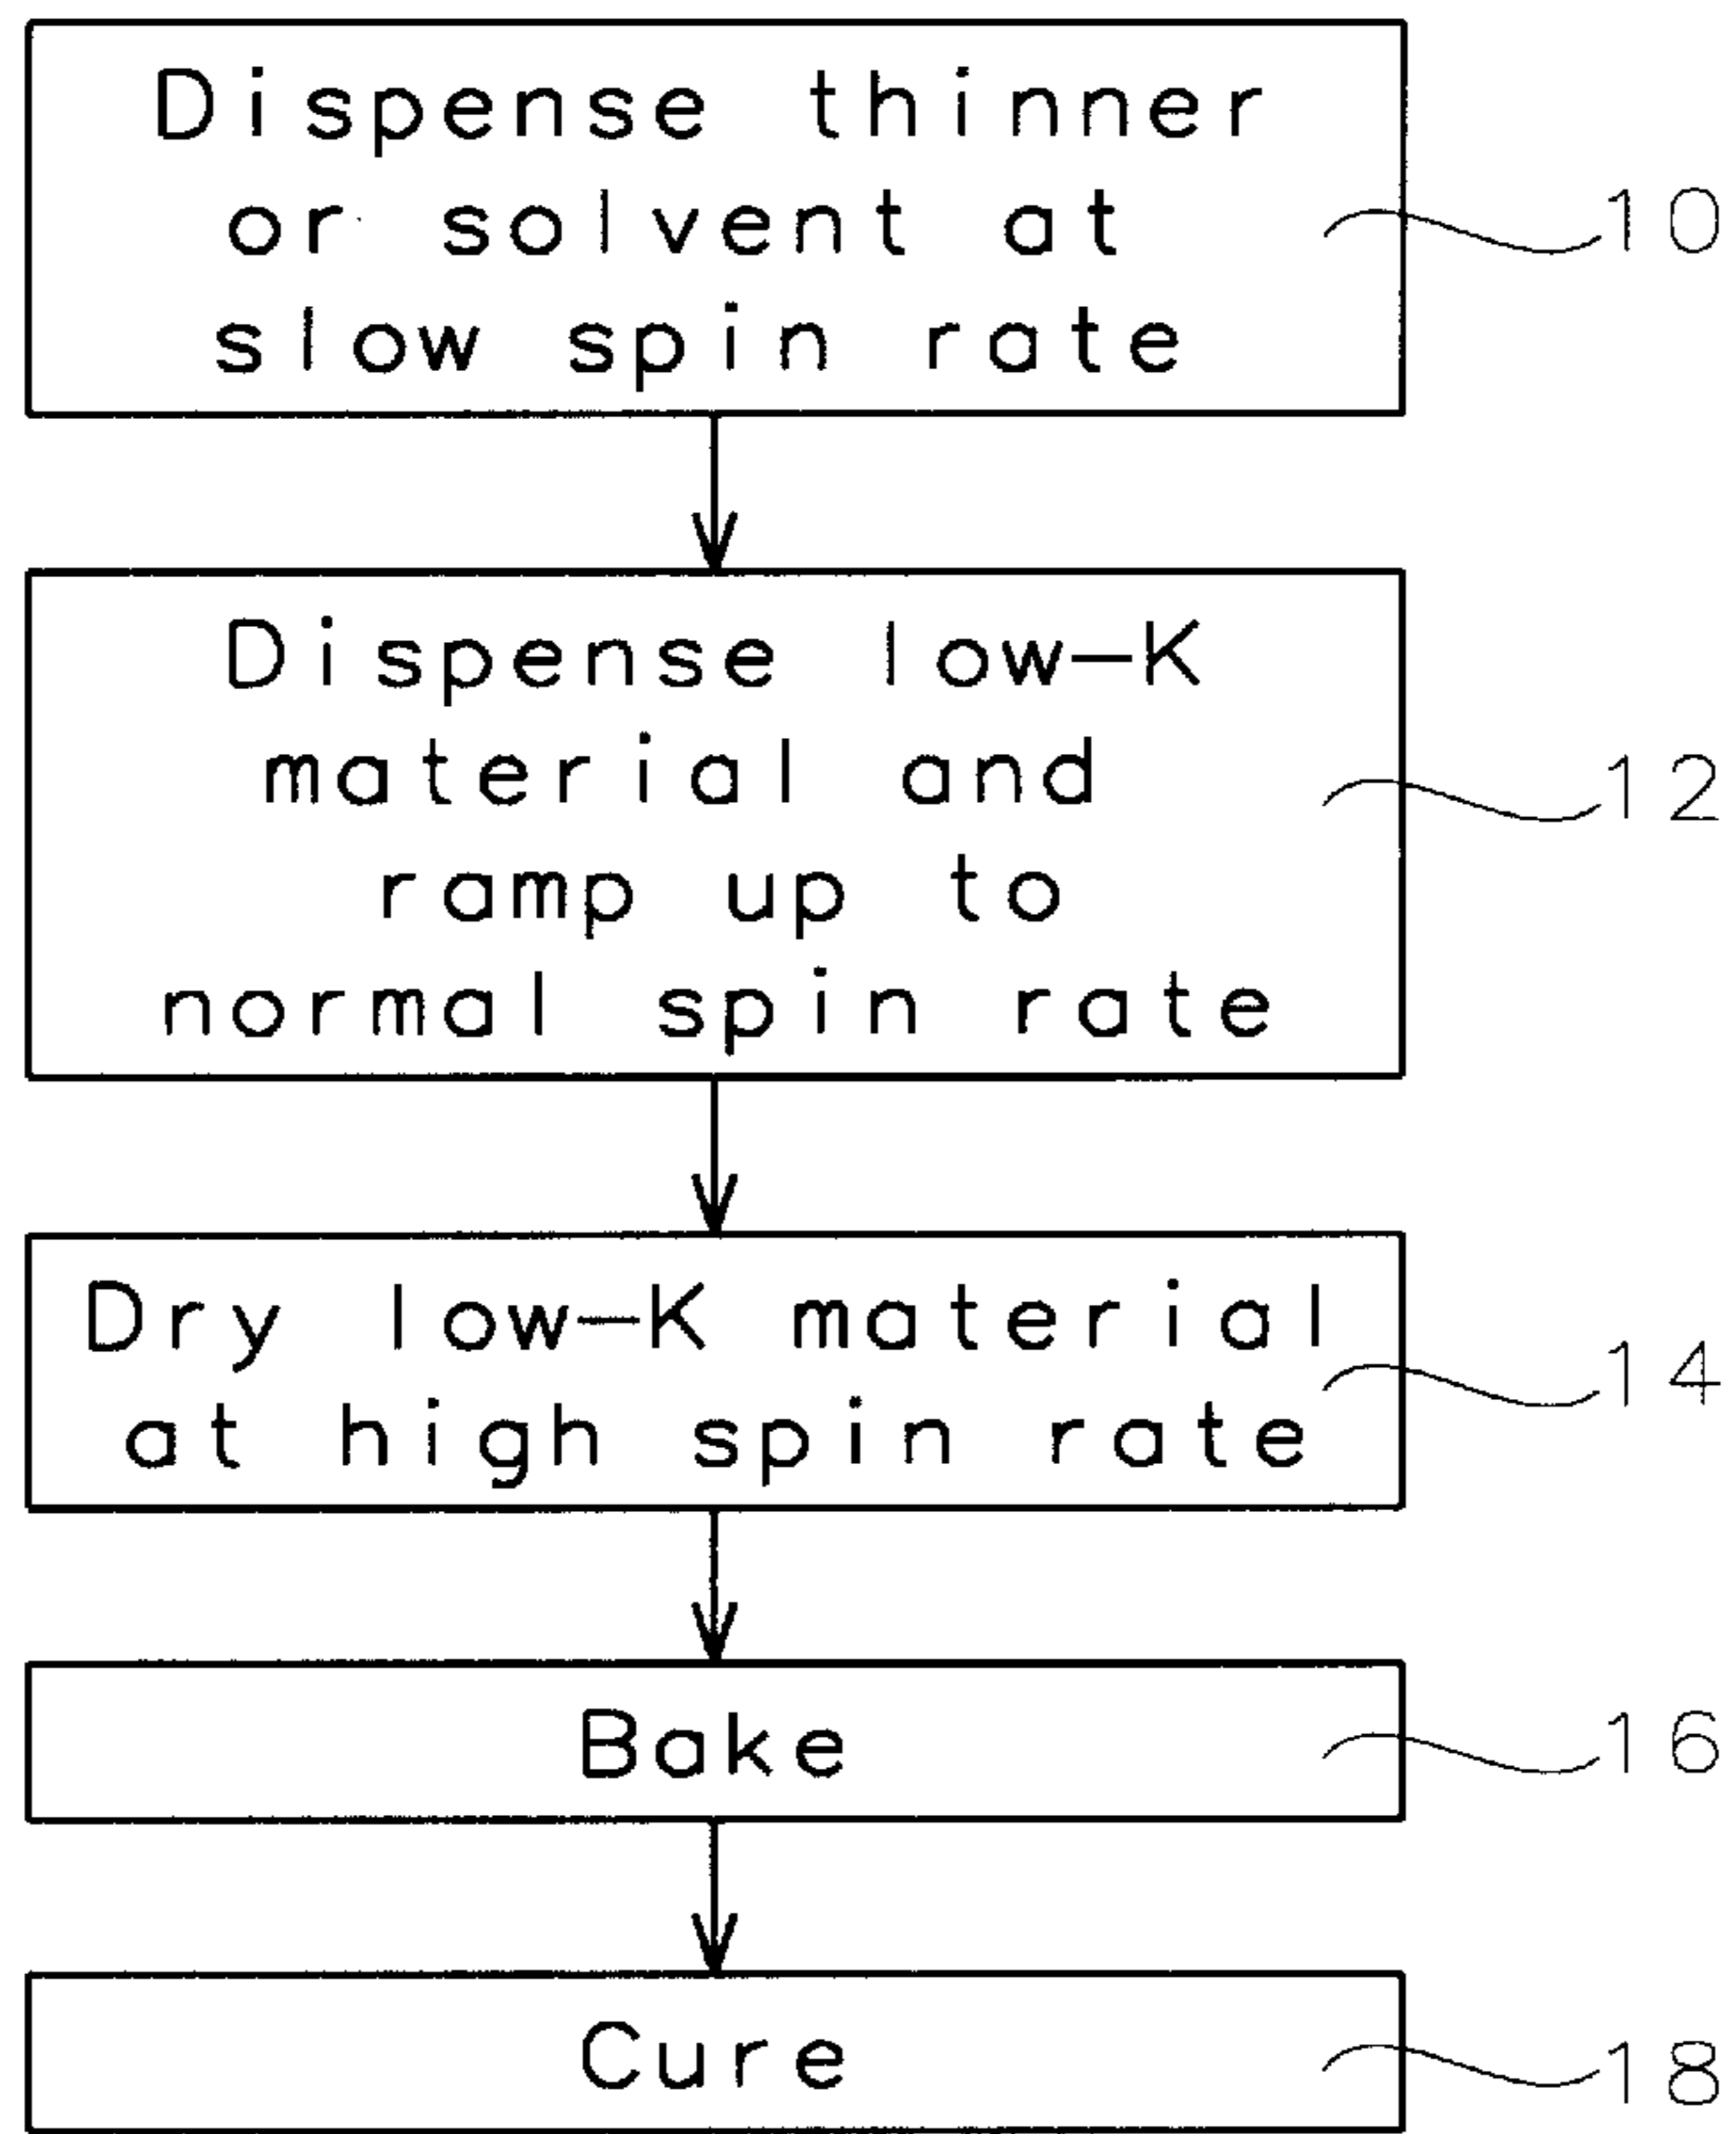 Dispense thinner
or solvent at
slow spin rate
10
Dispense low-K
material and
ramp up to
normal spin rate
12
Dry low-K material
at high spin rate
14
Bake
16
Cure
18